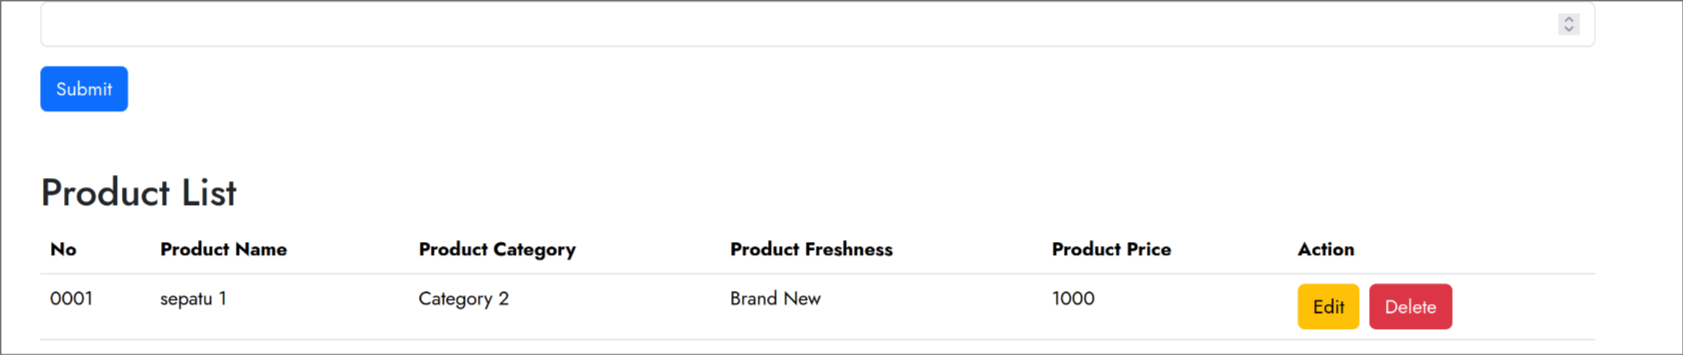 Submit
Product List
No Product Name Product Category Product Freshness Product Price Action
0001 sepatu 1 Category 2 Brand New 1000 Edit Delete